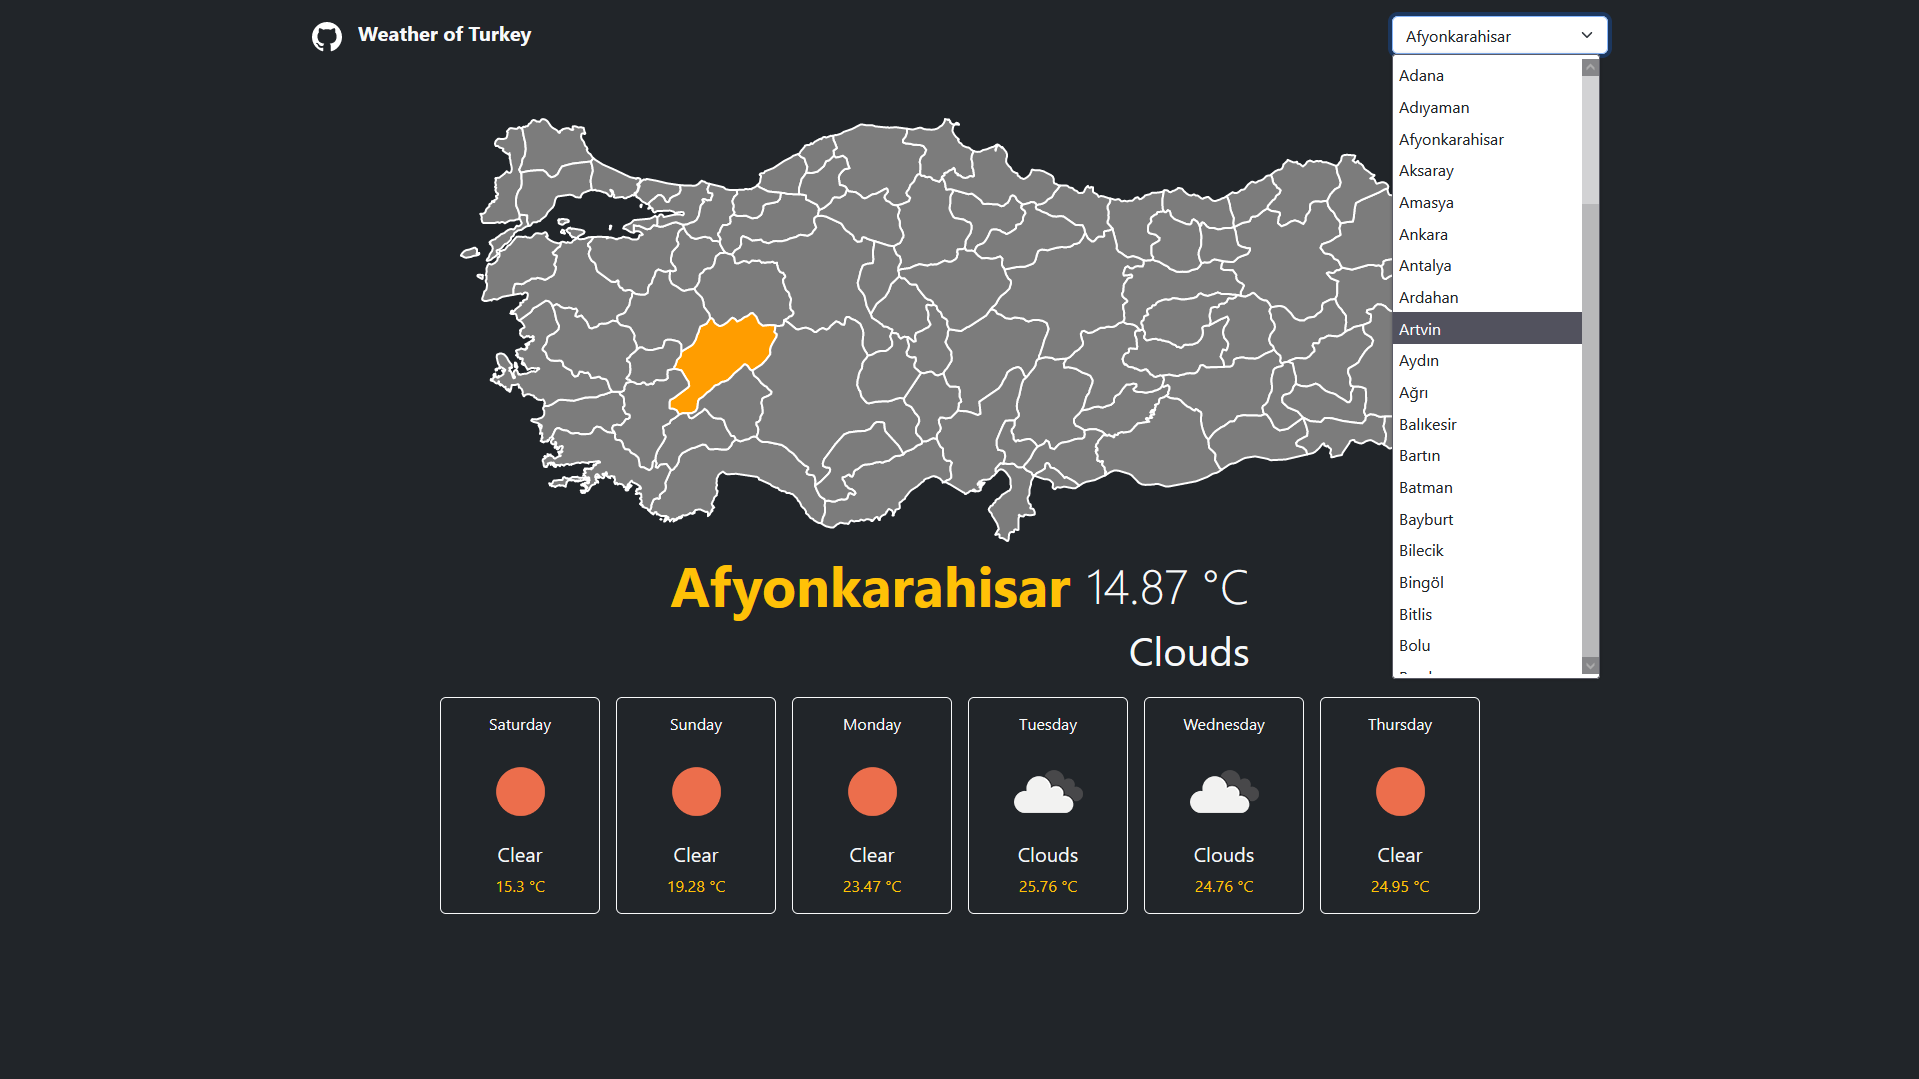 Weather of Turkey
Afyonkarahisar
Adana
Adıyaman
Afyonkarahisar
Aksaray
Amasya
Ankara
Antalya
Ardahan
Artvin
Aydın
Ağrı
Balıkesir
Bartın
Batman
Bayburt
Bilecik
Bingöl
Bitlis
Bolu
Afyonkarahisar 14.87 °C
Clouds
Saturday
Clear
15.3 °C
Sunday
Clear
19.28 °C
Monday
Clear
23.47 °C
Tuesday
Clouds
25.76 °C
Wednesday
Clouds
24.76 °C
Thursday
Clear
24.95 °C